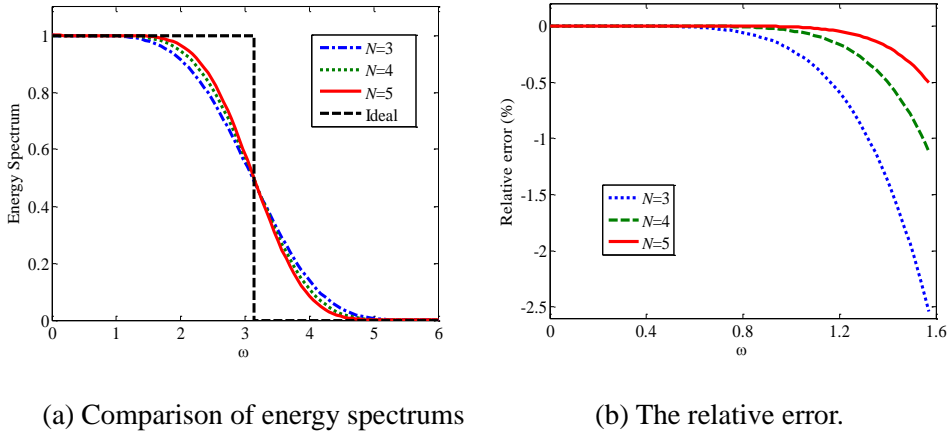 1
0.8
0.6
0.4
0.2
0
Energy Spectrum
0 1 2 3 4 5 6
ω
N=3
N=4
N=5
Ideal
(a) Comparison of energy spectrums
0
-0.5
-1
-1.5
-2
-2.5
Relative error (%)
0 0.4 0.8 1.2 1.6
ω
N=3
N=4
N=5
(b) The relative error.